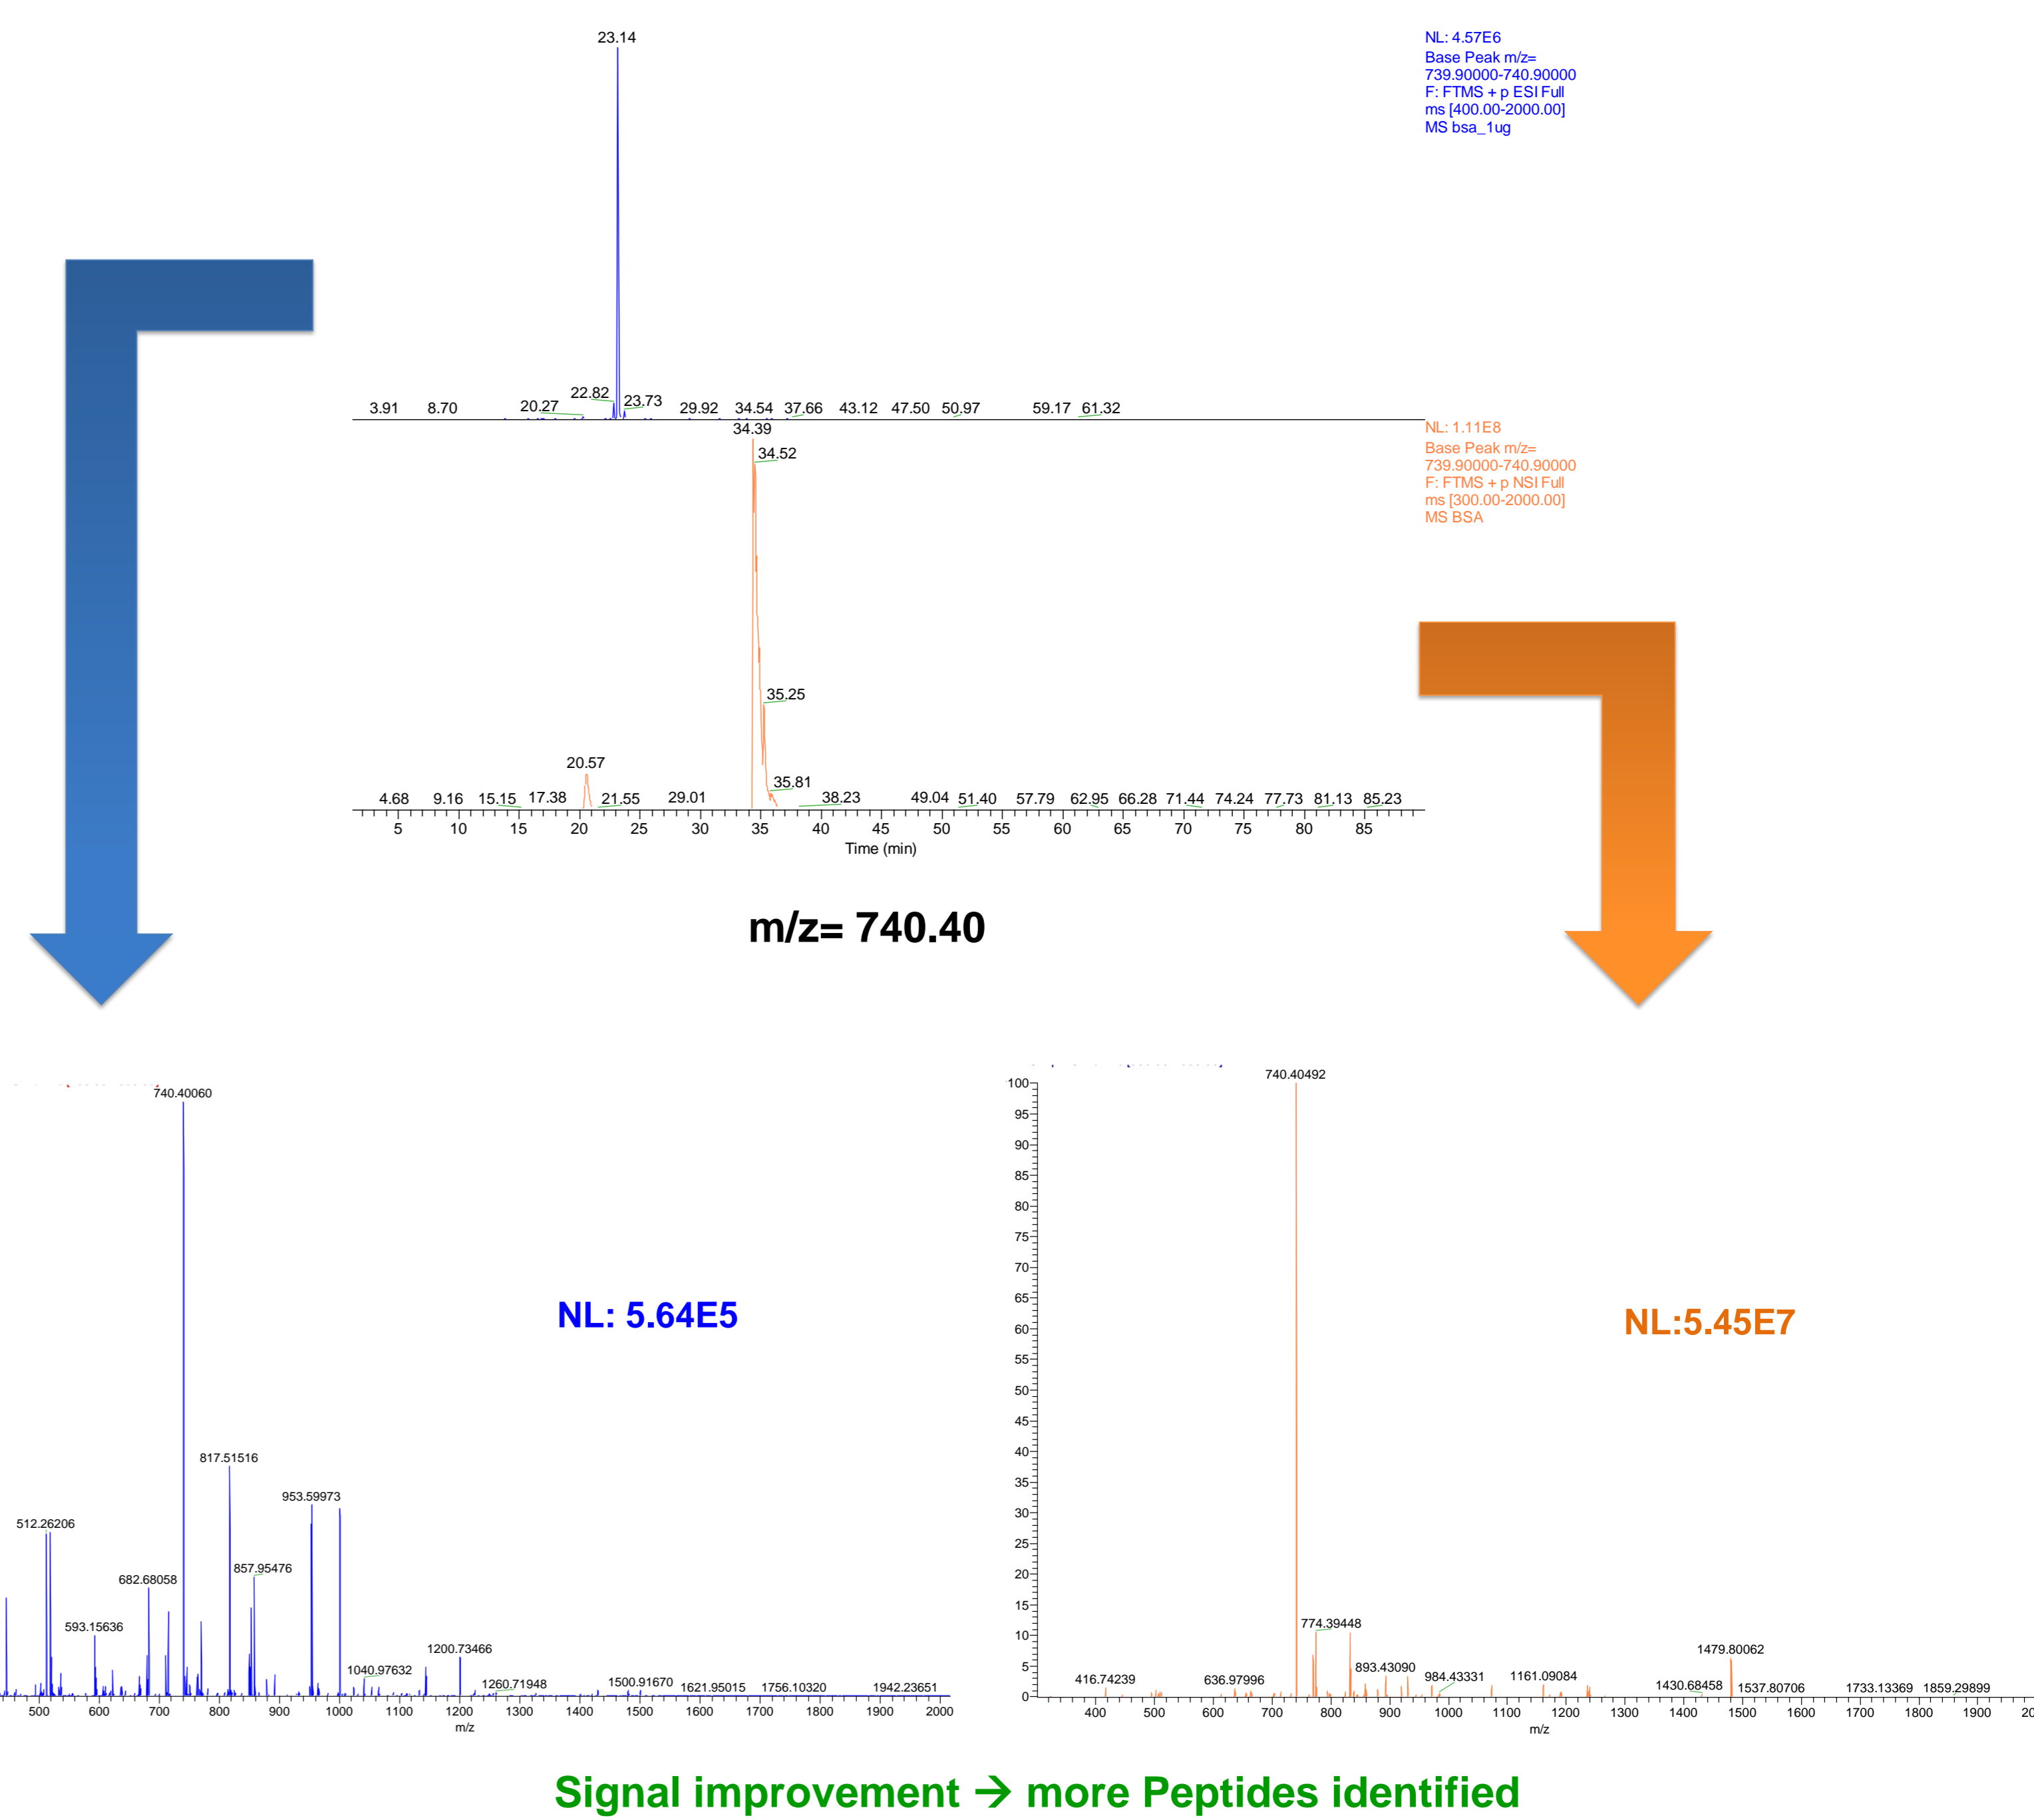 23.14
NL: 4.57E6
Base Peak m/z=
739.90000-740.90000
F: FTMS + p ESI Full
ms [400.00-2000.00]
MS bsa_1ug
3.91 8.70 20.27 22.82 23.73 29.92 34.54 37.66 43.12 47.50 50.97 59.17 61.32
34.39
34.52
NL: 1.11E8
Base Peak m/z=
739.90000-740.90000
F: FTMS + p NSI Full
ms [300.00-2000.00]
MS BSA
35.25
20.57
35.81
4.68 9.16 15.15 17.38 21.55 29.01 38.23 49.04 51.40 57.79 62.95 66.28 71.44 74.24 77.73 81.13 85.23
5 10 15 20 25 30 35 40 45 50 55 60 65 70 75 80 85
Time (min)
m/z= 740.40
740.40060
817.51516
953.59973
512.26206
857.95476
682.68058
593.15636
1200.73466
1040.97632
1260.71948
1500.91670
1621.95015
1756.10320
1942.23651
500 600 700 800 900 1000 1100 1200 1300 1400 1500 1600 1700 1800 1900 2000
m/z
NL: 5.64E5
740.40492
100
95
90
85
80
75
70
65
60
55
50
45
40
35
30
25
20
15
10
5
0
NL:5.45E7
774.39448
1479.80062
893.43090
416.74239
636.97996
984.43331
1161.09084
1430.68458
1537.80706
1733.13369
1859.29899
400 500 600 700 800 900 1000 1100 1200 1300 1400 1500 1600 1700 1800 1900
m/z
Signal improvement → more Peptides identified